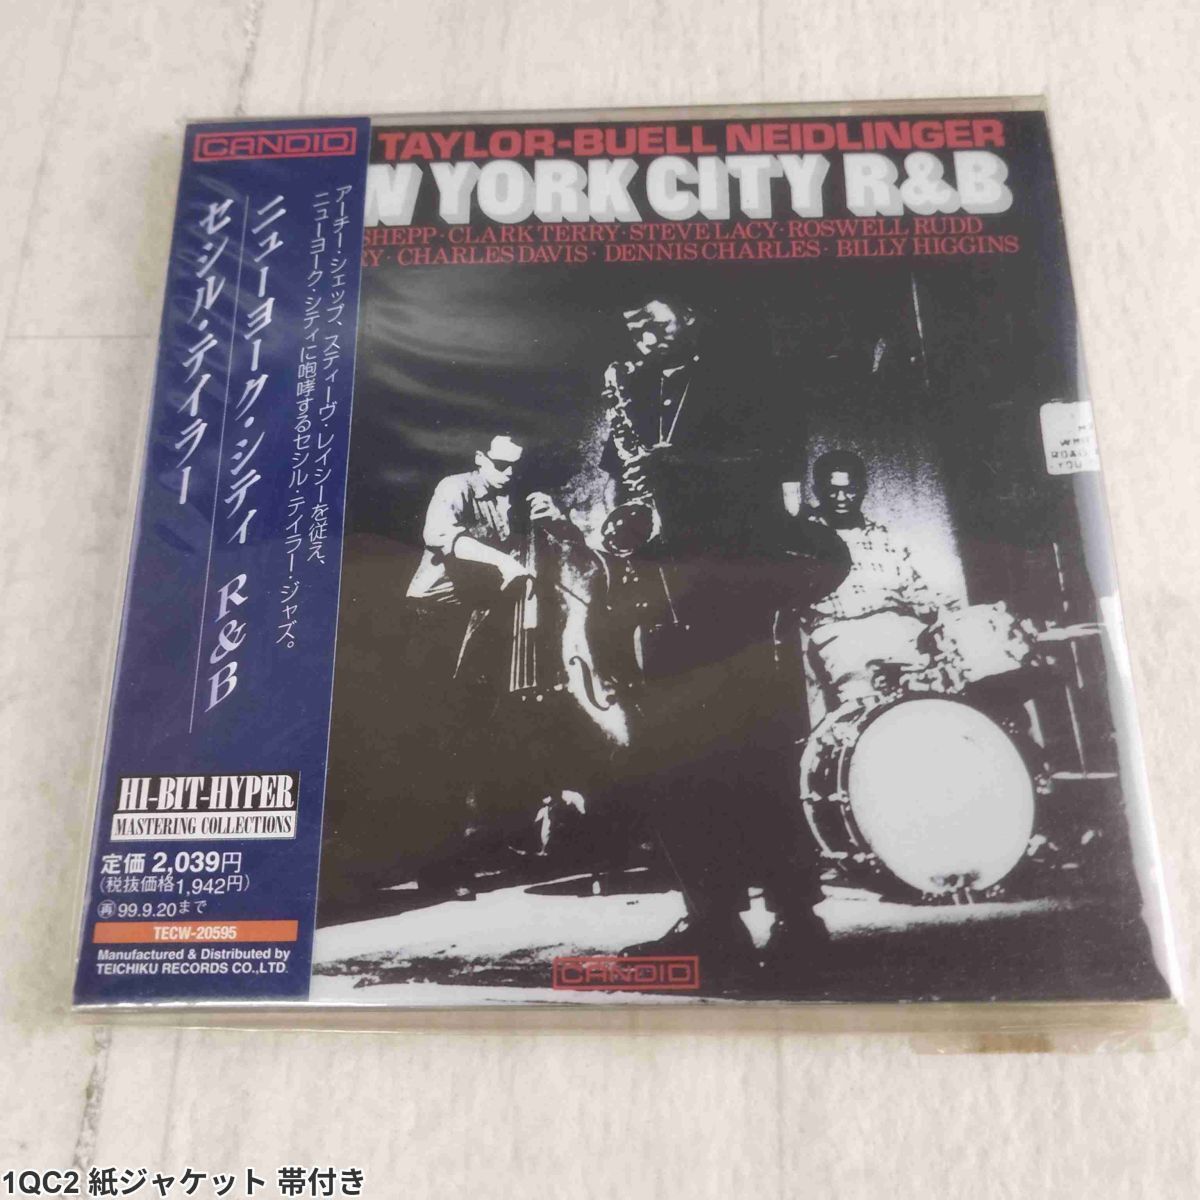 CANDID
ニューヨーク・シティ R&B
セシル・テイラー
アーチー・シェップ、スティーヴ・レイシーを従え、
ニューヨーク・シティに咆哮するセシル・テイラー・ジャズ。
HI-BIT-HYPER
MASTERING COLLECTIONS
定価 2,039円
(税抜価格1,942円)
再 99.9.20まで
TECW-20595
Manufactured & Distributed by
TEICHIKU RECORDS CO.,LTD.
TAYLOR-BUELL NEIDLINGER
W YORK CITY R&B
SHEPP · CLARK TERRY · STEVE LACY · ROSWELL RUDD
RY · CHARLES DAVIS · DENNIS CHARLES · BILLY HIGGINS
ROAD
YOU
CANDID
1QC2 紙ジャケット 帯付き